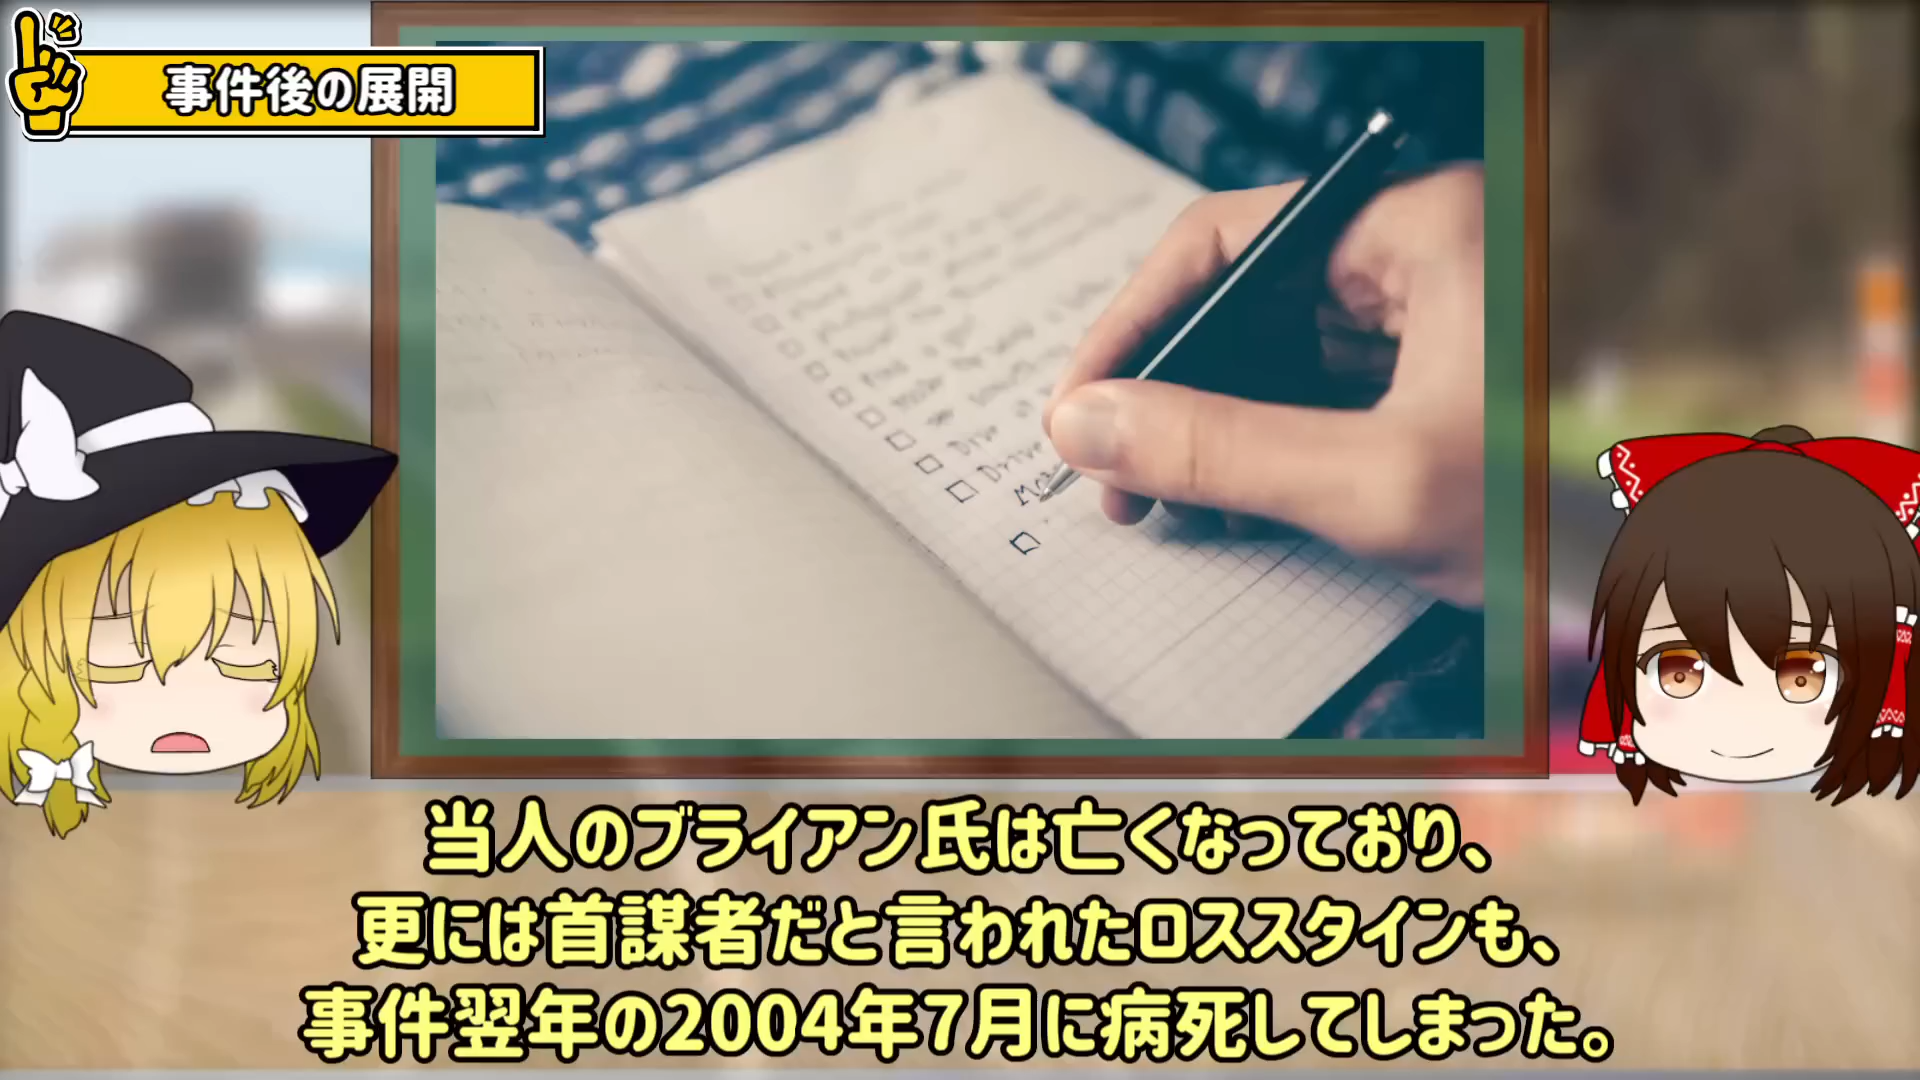 事件後の展開
Drive
Drive
当人のブライアン氏は亡くなっており、
更には首謀者だと言われたロススタインも、
事件翌年の2004年7月に病死してしまった。